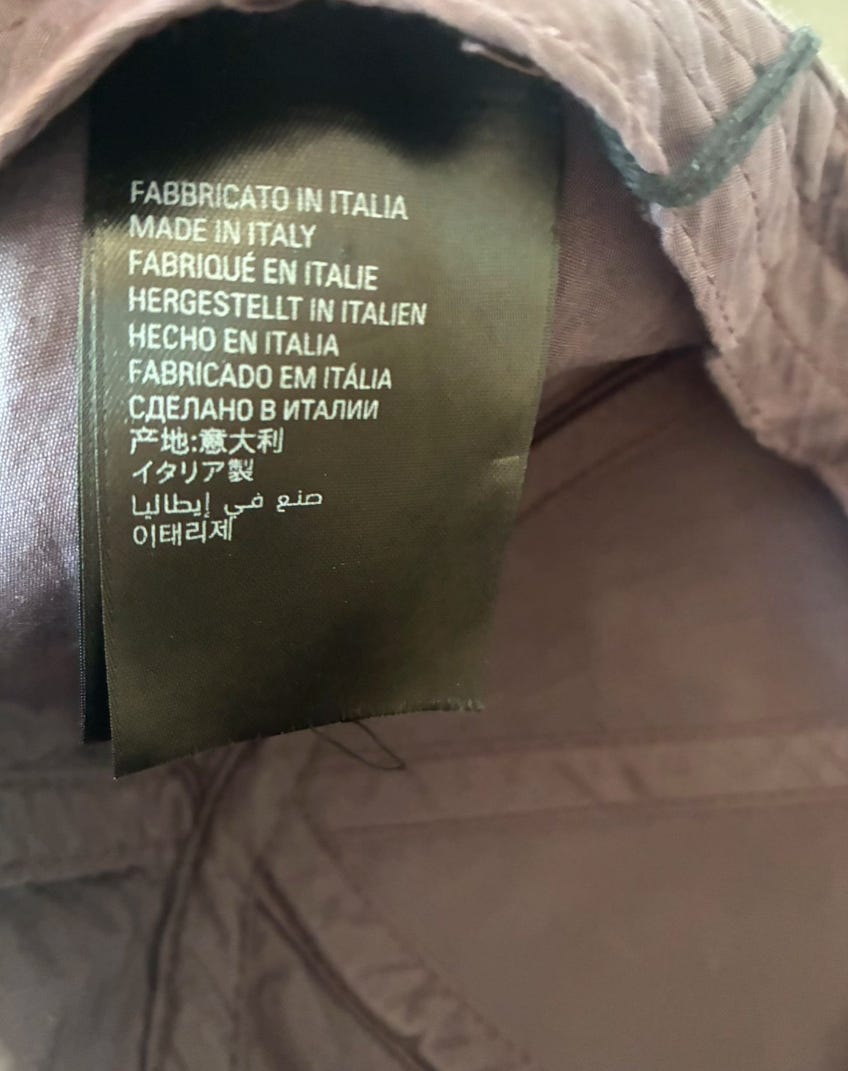 FABBRICATO IN ITALIA
MADE IN ITALY
FABRIQUÉ EN ITALIE
HERGESTELLT IN ITALIEN
HECHO EN ITALIA
FABRICADO EM ITÁLIA
СДЕЛАНО В ИТАЛИИ
产地:意大利
イタリア製
صنع في إيطاليا
이태리제